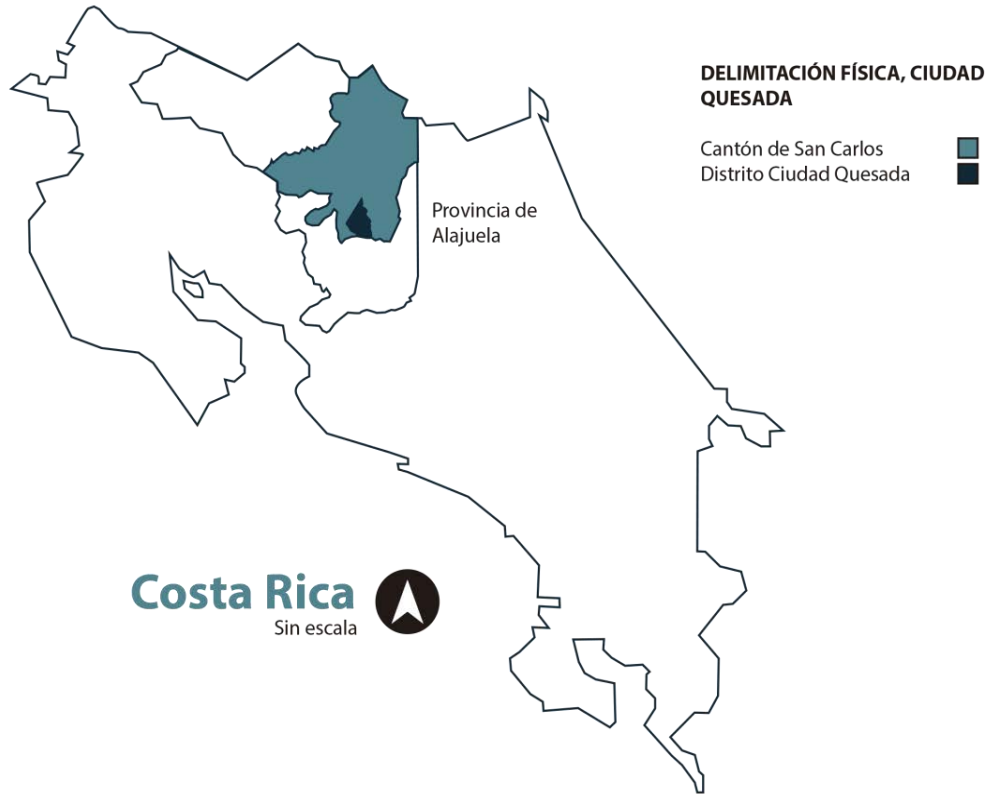 DELIMITACIÓN FÍSICA, CIUDAD
QUESADA
Cantón de San Carlos
Distrito Ciudad Quesada
Provincia de
Alajuela
Costa Rica
Sin escala